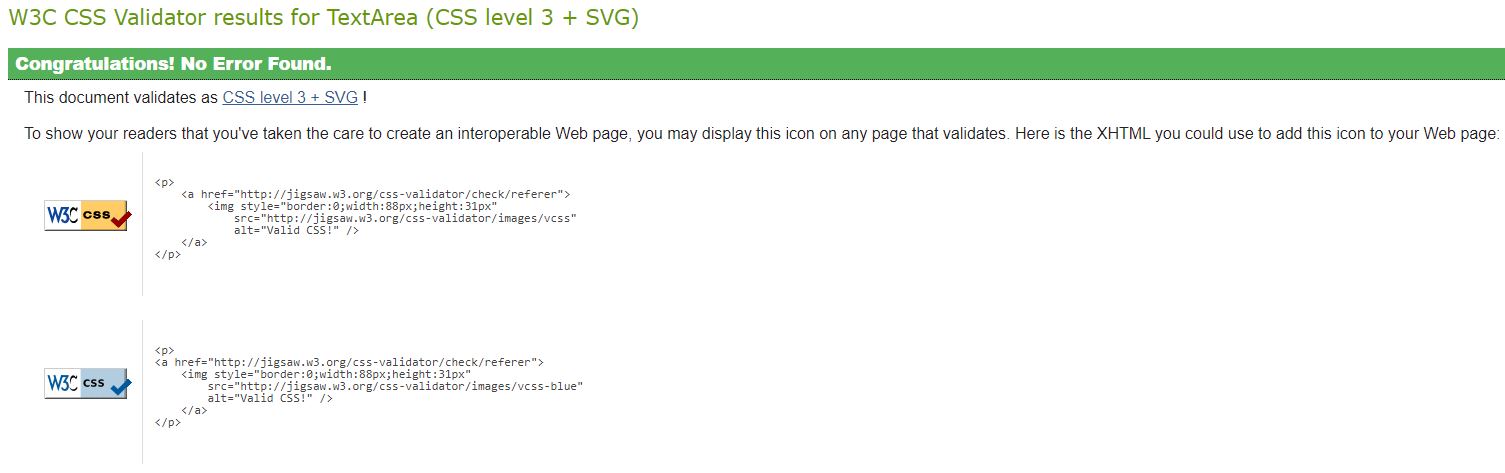 W3C CSS Validator results for TextArea (CSS level 3 + SVG)
Congratulations! No Error Found.
This document validates as CSS level 3 + SVG !
To show your readers that you've taken the care to create an interoperable Web page, you may display this icon on any page that validates. Here is the XHTML you could use to add this icon to your Web page:
W3C css
<p>
    <a href="http://jigsaw.w3.org/css-validator/check/referer">
        <img style="border:0;width:88px;height:31px"
            src="http://jigsaw.w3.org/css-validator/images/vcss"
            alt="Valid CSS!" />
    </a>
</p>
W3C css
<p>
<a href="http://jigsaw.w3.org/css-validator/check/referer">
    <img style="border:0;width:88px;height:31px"
        src="http://jigsaw.w3.org/css-validator/images/vcss-blue"
        alt="Valid CSS!" />
    </a>
</p>